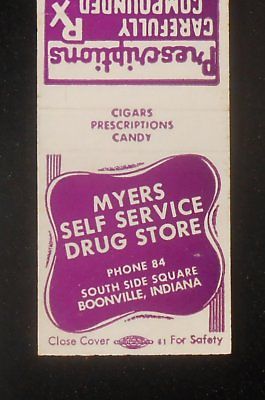 Prescriptions
CAREFULLY
COMPOUNDED
Rx
CIGARS
PRESCRIPTIONS
CANDY
MYERS
SELF SERVICE
DRUG STORE
PHONE 84
SOUTH SIDE SQUARE
BOONVILLE, INDIANA
Close Cover 61 For Safety